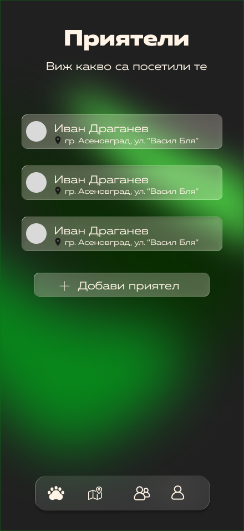 Приятели
Виж какво са посетили те
Иван Драганев
гр. Асеновград, ул. "Васил Бля"
Иван Драганев
гр. Асеновград, ул. "Васил Бля"
Иван Драганев
гр. Асеновград, ул. "Васил Бля"
+ Добави приятел